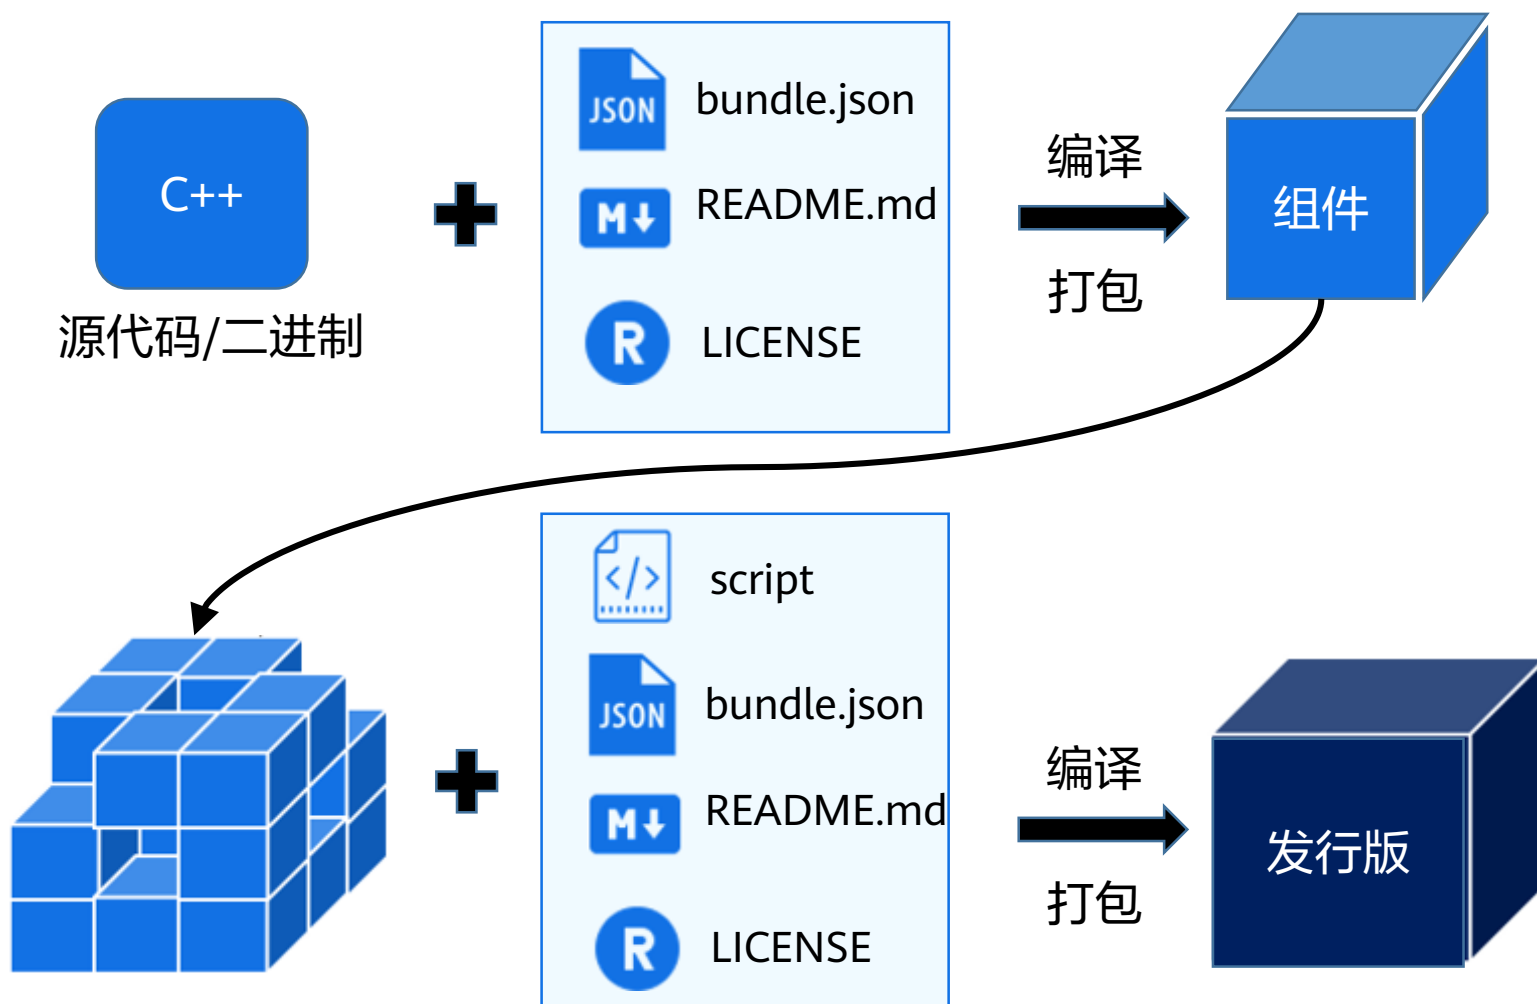 C++
源代码/二进制
JSON
bundle.json
M
README.md
R
LICENSE
编译
打包
组件
</>
script
JSON
bundle.json
M
README.md
R
LICENSE
编译
打包
发行版